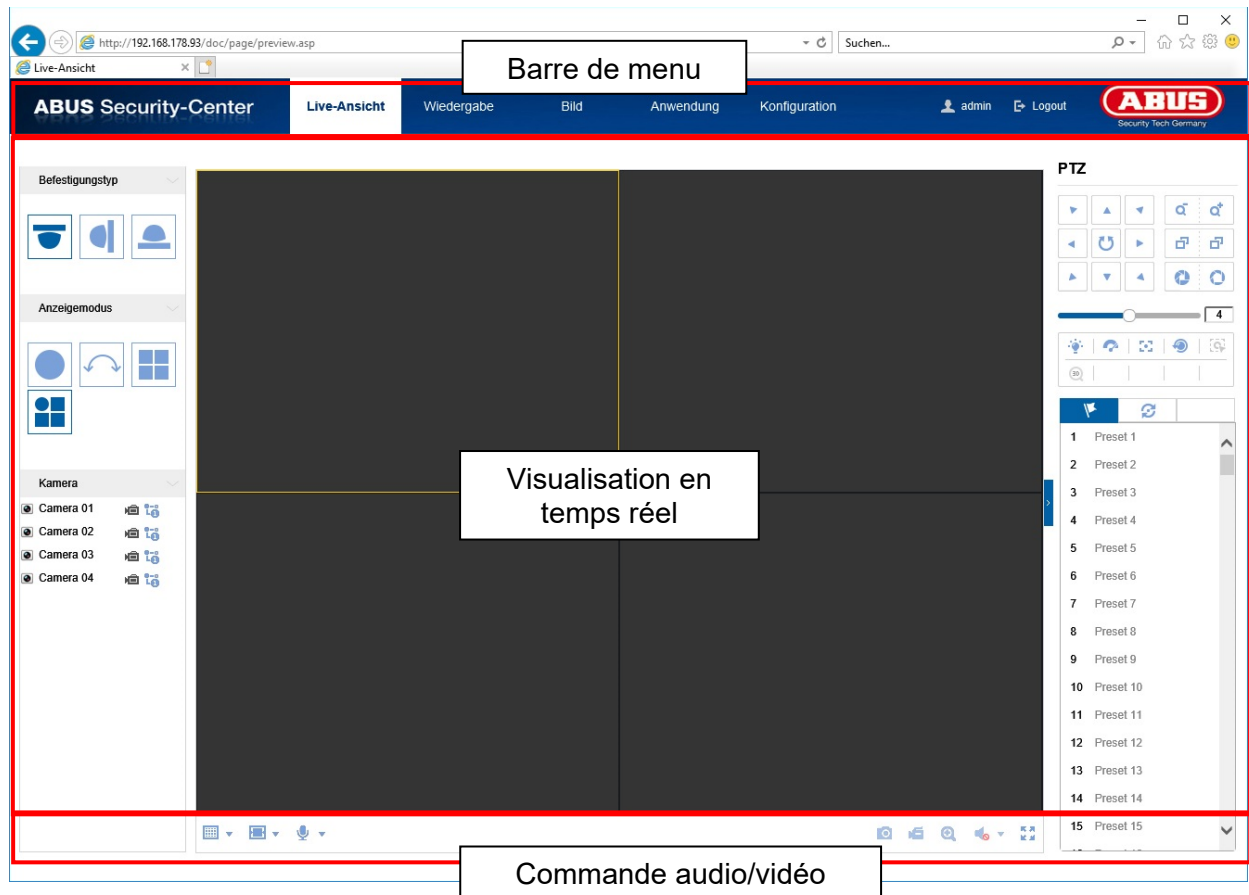 http://192.168.178.93/doc/page/preview.asp
Suchen...
Live-Ansicht
Barre de menu
ABUS Security-Center
Live-Ansicht
Wiedergabe
Bild
Anwendung
Konfiguration
admin
Logout
ABUS
Security Tech Germany
Befestigungstyp
Anzeigemodus
Kamera
Camera 01
Camera 02
Camera 03
Camera 04
Visualisation en
temps réel
PTZ
4
30
1 Preset 1
2 Preset 2
3 Preset 3
4 Preset 4
5 Preset 5
6 Preset 6
7 Preset 7
8 Preset 8
9 Preset 9
10 Preset 10
11 Preset 11
12 Preset 12
13 Preset 13
14 Preset 14
15 Preset 15
Commande audio/vidéo